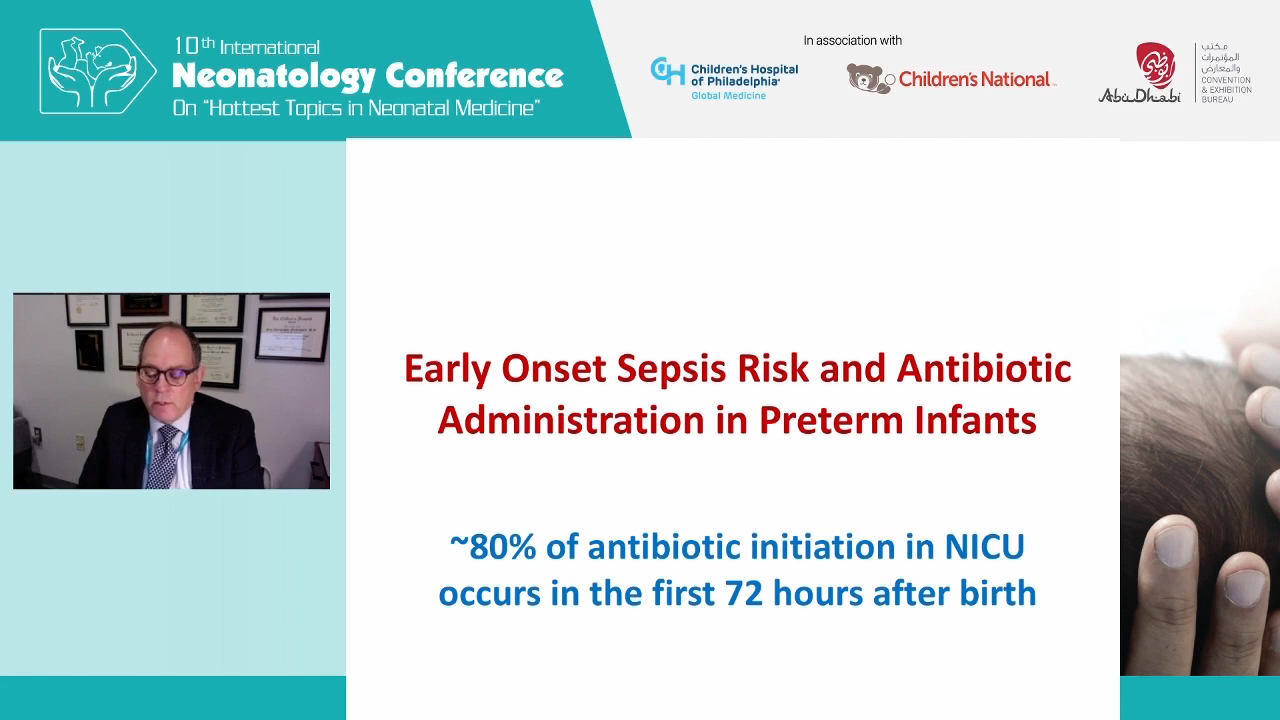 10th International
Neonatology Conference
On “Hottest Topics in Neonatal Medicine”
In association with
Children's Hospital
of Philadelphia
Global Medicine
Children's National
Abu Dhabi
أبوظبي
مكتب
المؤتمرات
والمعارض
CONVENTION
& EXHIBITION
BUREAU
Early Onset Sepsis Risk and Antibiotic
Administration in Preterm Infants
~80% of antibiotic initiation in NICU
occurs in the first 72 hours after birth